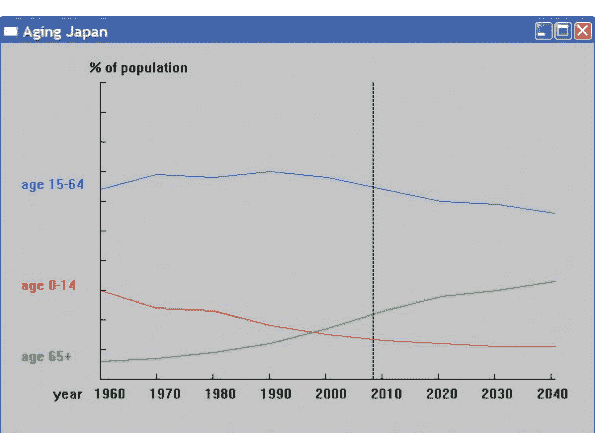 Aging Japan
% of population
age 15-64
age 0-14
age 65+
year 1960 1970 1980 1990 2000 2010 2020 2030 2040